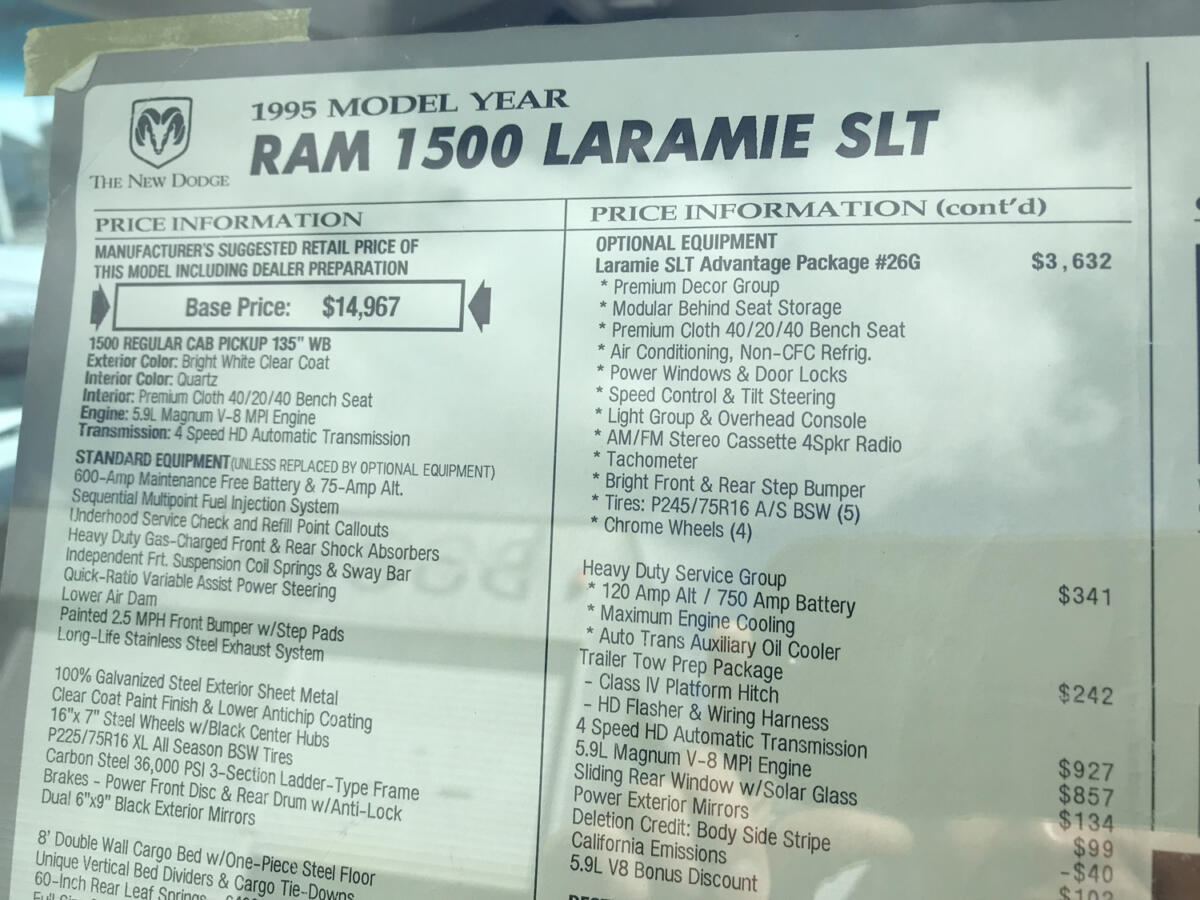 THE NEW DODGE
1995 MODEL YEAR
RAM 1500 LARAMIE SLT
PRICE INFORMATION
MANUFACTURER'S SUGGESTED RETAIL PRICE OF
THIS MODEL INCLUDING DEALER PREPARATION
Base Price: $14,967
1500 REGULAR CAB PICKUP 135" WB
Exterior Color: Bright White Clear Coat
Interior Color: Quartz
Interior: Premium Cloth 40/20/40 Bench Seat
Engine: 5.9L Magnum V-8 MPI Engine
Transmission: 4 Speed HD Automatic Transmission
STANDARD EQUIPMENT (UNLESS REPLACED BY OPTIONAL EQUIPMENT)
600-Amp Maintenance Free Battery & 75-Amp Alt.
Sequential Multipoint Fuel Injection System
Underhood Service Check and Refill Point Callouts
Heavy Duty Gas-Charged Front & Rear Shock Absorbers
Independent Frt. Suspension Coil Springs & Sway Bar
Quick-Ratio Variable Assist Power Steering
Lower Air Dam
Painted 2.5 MPH Front Bumper w/Step Pads
Long-Life Stainless Steel Exhaust System
100% Galvanized Steel Exterior Sheet Metal
Clear Coat Paint Finish & Lower Antichip Coating
16"x 7" Steel Wheels w/Black Center Hubs
P225/75R16 XL All Season BSW Tires
Carbon Steel 36,000 PSI 3-Section Ladder-Type Frame
Brakes - Power Front Disc & Rear Drum w/Anti-Lock
Dual 6"x9" Black Exterior Mirrors
8' Double Wall Cargo Bed w/One-Piece Steel Floor
Unique Vertical Bed Dividers & Cargo Tie-Downs
60-Inch Rear Leaf Springs
PRICE INFORMATION (cont'd)
OPTIONAL EQUIPMENT
Laramie SLT Advantage Package #26G $3,632
* Premium Decor Group
* Modular Behind Seat Storage
* Premium Cloth 40/20/40 Bench Seat
* Air Conditioning, Non-CFC Refrig.
* Power Windows & Door Locks
* Speed Control & Tilt Steering
* Light Group & Overhead Console
* AM/FM Stereo Cassette 4Spkr Radio
* Tachometer
* Bright Front & Rear Step Bumper
* Tires: P245/75R16 A/S BSW (5)
* Chrome Wheels (4)
Heavy Duty Service Group $341
* 120 Amp Alt / 750 Amp Battery
* Maximum Engine Cooling
* Auto Trans Auxiliary Oil Cooler
Trailer Tow Prep Package $242
- Class IV Platform Hitch
- HD Flasher & Wiring Harness
4 Speed HD Automatic Transmission $927
5.9L Magnum V-8 MPi Engine $857
Sliding Rear Window w/Solar Glass $134
Power Exterior Mirrors $99
Deletion Credit: Body Side Stripe -$40
California Emissions $102
5.9L V8 Bonus Discount